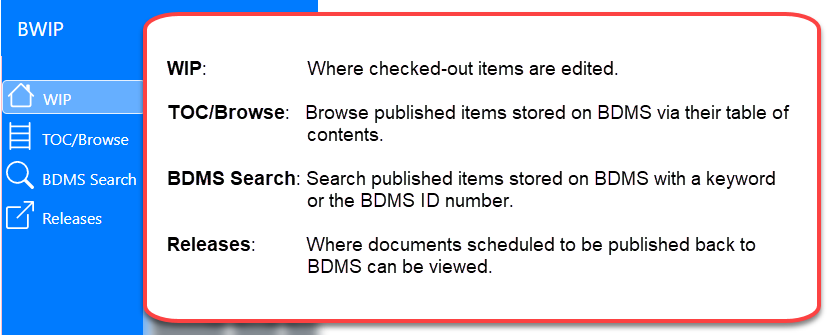 BWIP
WIP
TOC/Browse
BDMS Search
Releases
WIP: Where checked-out items are edited.
TOC/Browse: Browse published items stored on BDMS via their table of
contents.
BDMS Search: Search published items stored on BDMS with a keyword
or the BDMS ID number.
Releases: Where documents scheduled to be published back to
BDMS can be viewed.